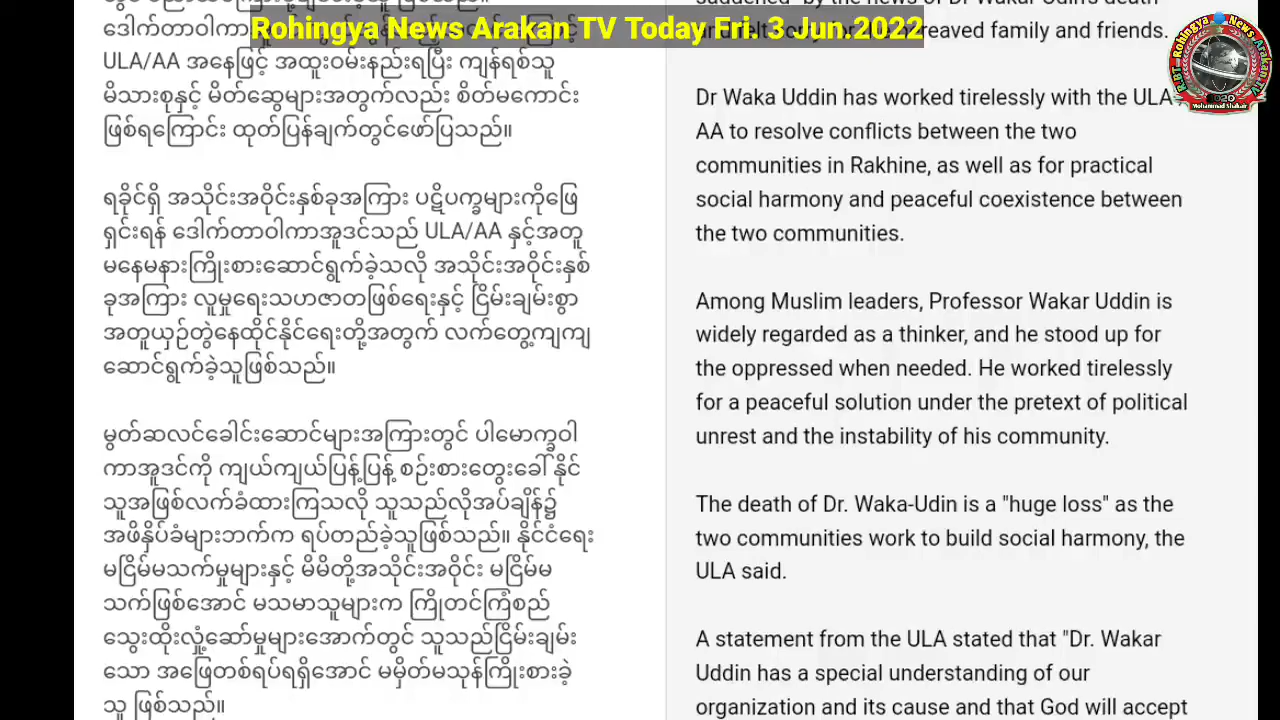 Rohingya News Arakan TV Today Fri. 3 Jun.2022
ULA/AA အနေဖြင့် အထူးဝမ်းနည်းရပြီး ကျန်ရစ်သူ
မိသားစုနှင့် မိတ်ဆွေများအတွက်လည်း စိတ်မကောင်း
ဖြစ်ရကြောင်း ထုတ်ပြန်ချက်တွင်ဖော်ပြသည်။
ရခိုင်ရှိ အသိုင်းအဝိုင်းနှစ်ခုအကြား ပဋိပက္ခများကိုဖြေ
ရှင်းရန် ဒေါက်တာဝါကာအူဒင်သည် ULA/AA နှင့်အတူ
မနေမနားကြိုးစားဆောင်ရွက်ခဲ့သလို အသိုင်းအဝိုင်းနှစ်
ခုအကြား လူမှုရေးသဟဇာတဖြစ်ရေးနှင့် ငြိမ်းချမ်းစွာ
အတူယှဉ်တွဲနေထိုင်နိုင်ရေးတို့အတွက် လက်တွေ့ကျကျ
ဆောင်ရွက်ခဲ့သူဖြစ်သည်။
မွတ်ဆလင်ခေါင်းဆောင်များအကြားတွင် ပါမောက္ခဝါ
ကာအူဒင်ကို ကျယ်ကျယ်ပြန့်ပြန့် စဉ်းစားတွေးခေါ်နိုင်
သူအဖြစ်လက်ခံထားကြသလို သူသည်လိုအပ်ချိန်၌
အဖိနှိပ်ခံများဘက်က ရပ်တည်ခဲ့သူဖြစ်သည်။ နိုင်ငံရေး
မငြိမ်မသက်မှုများနှင့် မိမိတို့အသိုင်းအဝိုင်း မငြိမ်မ
သက်ဖြစ်အောင် မသမာသူများက ကြိုတင်ကြံစည်
သွေးထိုးလှုံ့ဆော်မှုများအောက်တွင် သူသည်ငြိမ်းချမ်း
သော အဖြေတစ်ရပ်ရရှိအောင် မမှိတ်မသုန်ကြိုးစားခဲ့
သူ ဖြစ်သည်။
saddened" by the news of Dr Wakar Udin's death
reaved family and friends.
Dr Waka Uddin has worked tirelessly with the ULA
AA to resolve conflicts between the two
communities in Rakhine, as well as for practical
social harmony and peaceful coexistence between
the two communities.
Among Muslim leaders, Professor Wakar Uddin is
widely regarded as a thinker, and he stood up for
the oppressed when needed. He worked tirelessly
for a peaceful solution under the pretext of political
unrest and the instability of his community.
The death of Dr. Waka-Udin is a "huge loss" as the
two communities work to build social harmony, the
ULA said.
A statement from the ULA stated that "Dr. Wakar
Uddin has a special understanding of our
organization and its cause and that God will accept